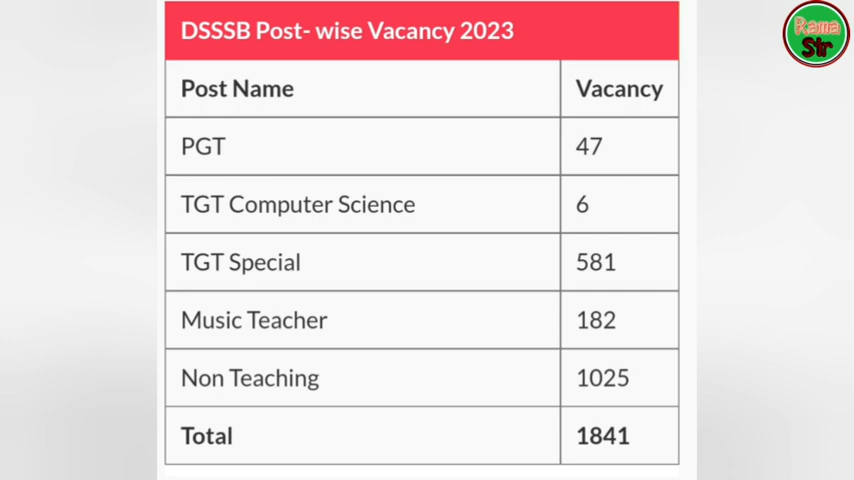 DSSSB Post- wise Vacancy 2023
Post Name Vacancy
PGT 47
TGT Computer Science 6
TGT Special 581
Music Teacher 182
Non Teaching 1025
Total 1841
Rama
Str